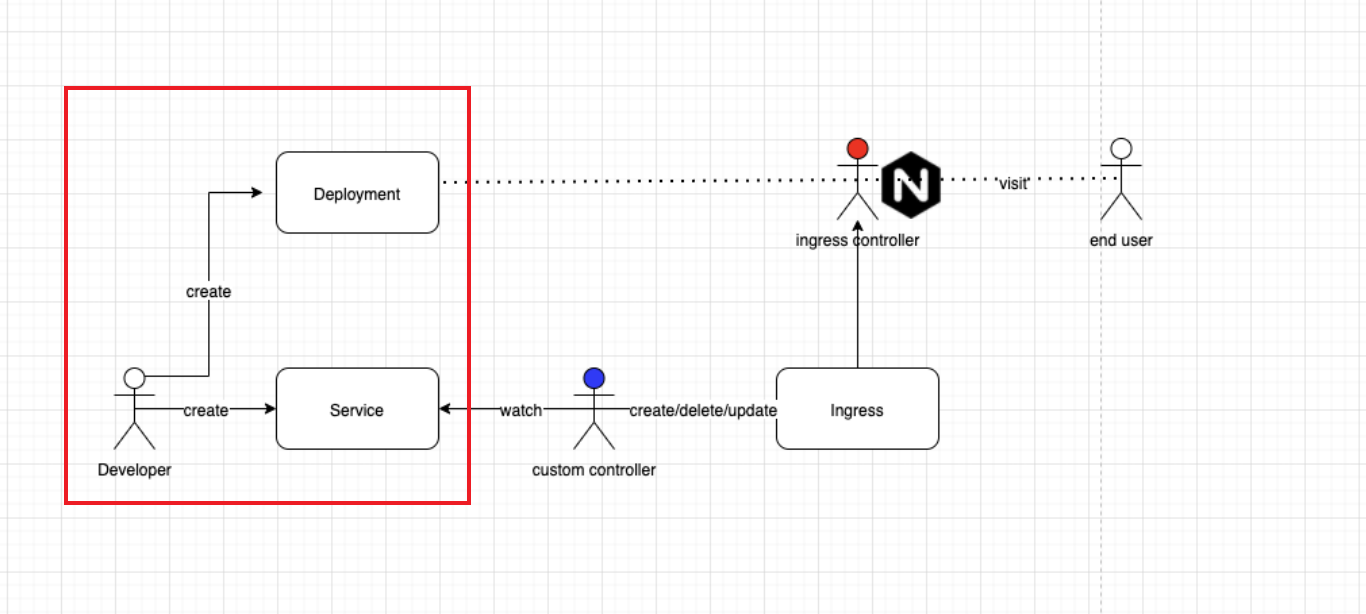 Deployment
N
visit
ingress controller
end user
create
create
Service
watch
create/delete/update
Ingress
Developer
custom controller